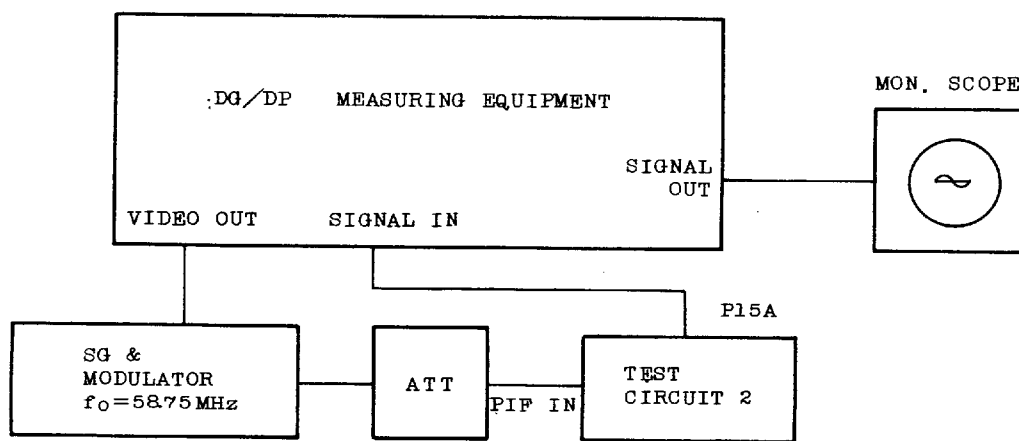 DG/DP MEASURING EQUIPMENT
MON. SCOPE
SIGNAL
OUT
VIDEO OUT
SIGNAL IN
P15A
SG &
MODULATOR
fo=58.75MHz
ATT
PIF IN
TEST
CIRCUIT 2